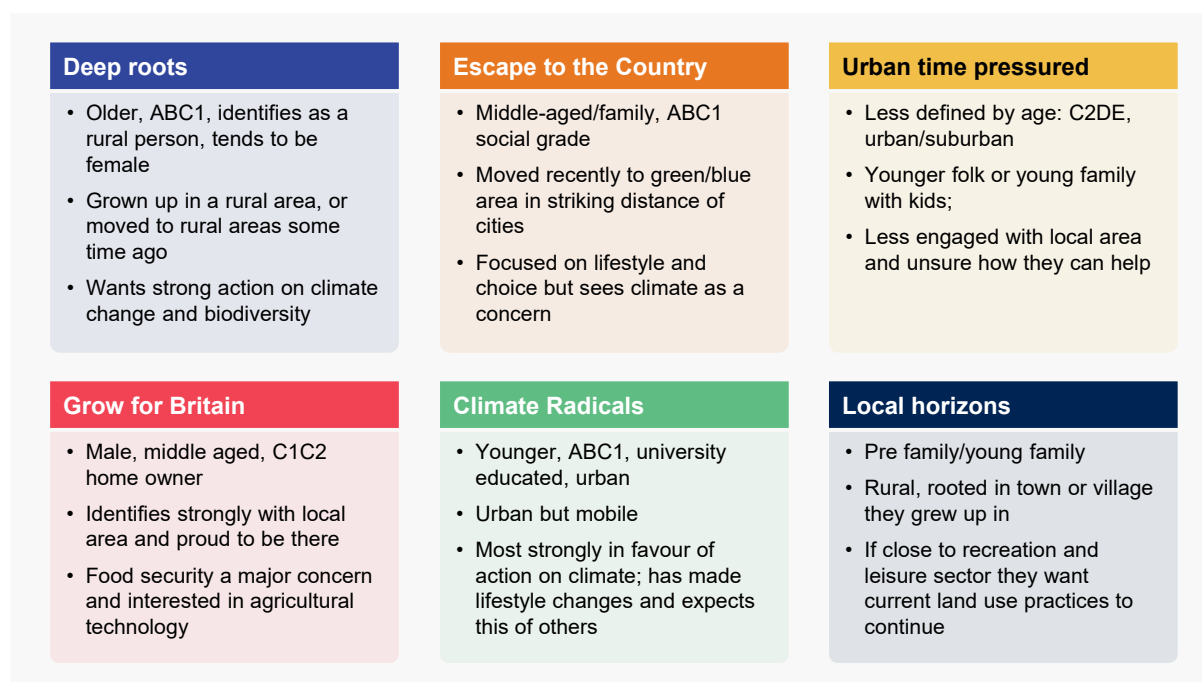 Deep roots
• Older, ABC1, identifies as a
rural person, tends to be
female
• Grown up in a rural area, or
moved to rural areas some
time ago
• Wants strong action on climate
change and biodiversity
Escape to the Country
• Middle-aged/family, ABC1
social grade
• Moved recently to green/blue
area in striking distance of
cities
• Focused on lifestyle and
choice but sees climate as a
concern
Urban time pressured
• Less defined by age: C2DE,
urban/suburban
• Younger folk or young family
with kids;
• Less engaged with local area
and unsure how they can help
Grow for Britain
• Male, middle aged, C1C2
home owner
• Identifies strongly with local
area and proud to be there
• Food security a major concern
and interested in agricultural
technology
Climate Radicals
• Younger, ABC1, university
educated, urban
• Urban but mobile
• Most strongly in favour of
action on climate; has made
lifestyle changes and expects
this of others
Local horizons
• Pre family/young family
• Rural, rooted in town or village
they grew up in
• If close to recreation and
leisure sector they want
current land use practices to
continue